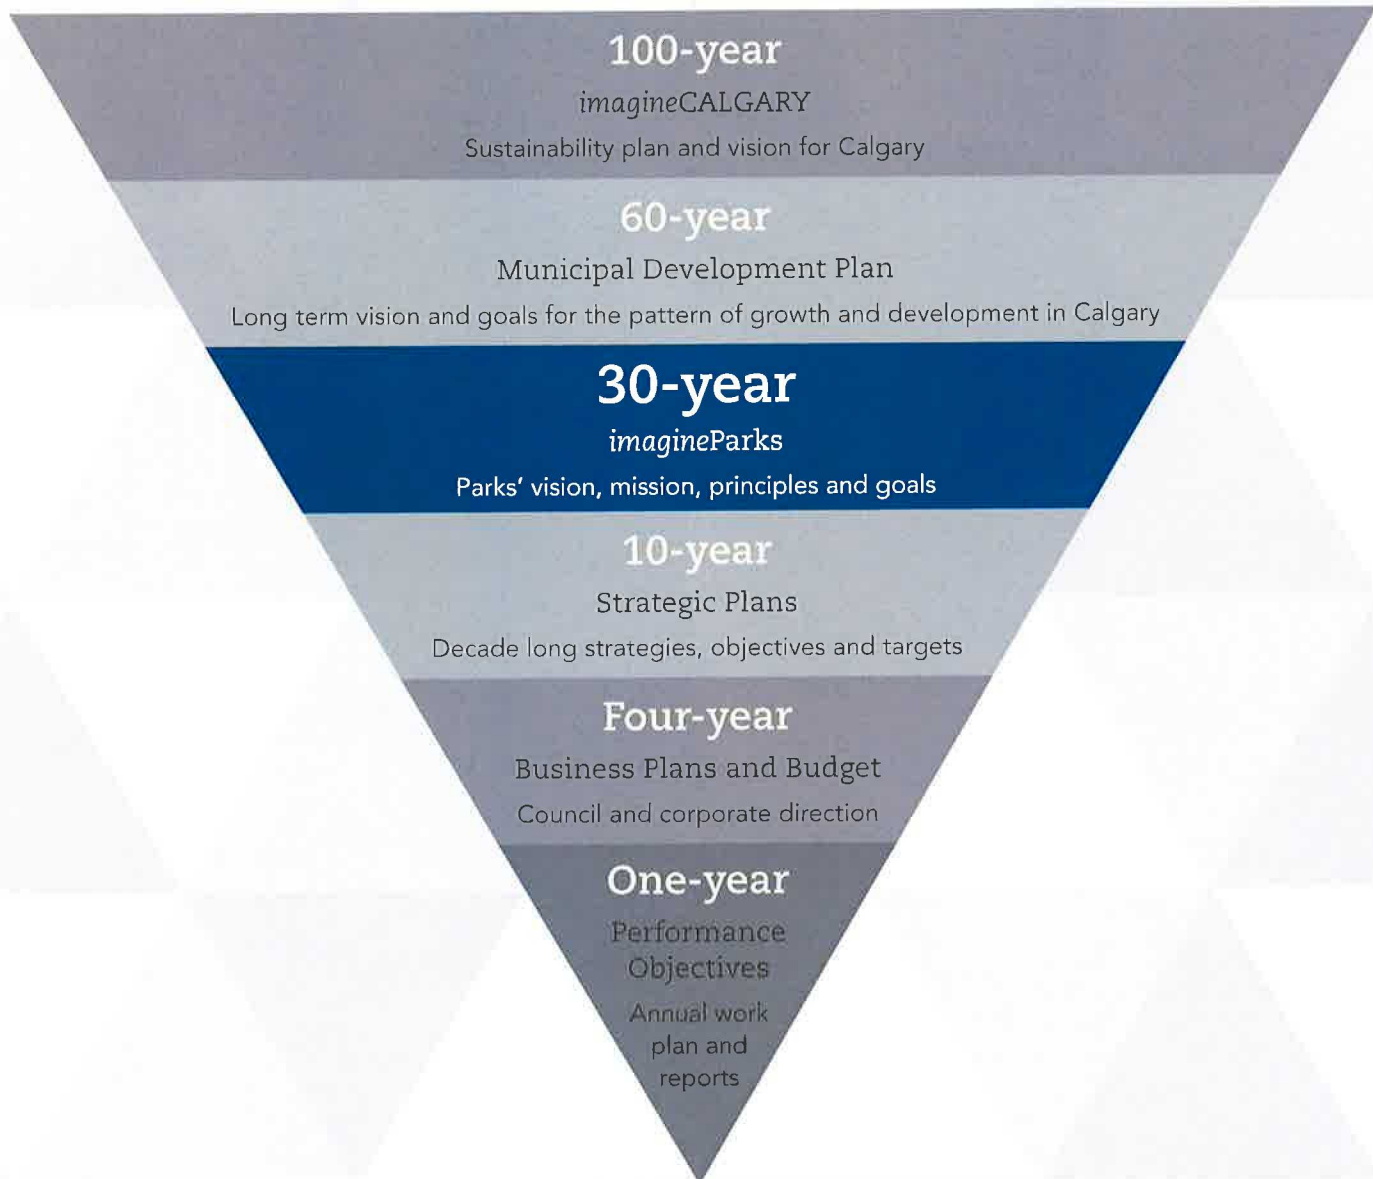 100-year
imagineCALGARY
Sustainability plan and vision for Calgary
60-year
Municipal Development Plan
Long term vision and goals for the pattern of growth and development in Calgary
30-year
imagineParks
Parks' vision, mission, principles and goals
10-year
Strategic Plans
Decade long strategies, objectives and targets
Four-year
Business Plans and Budget
Council and corporate direction
One-year
Performance
Objectives
Annual work
plan and
reports